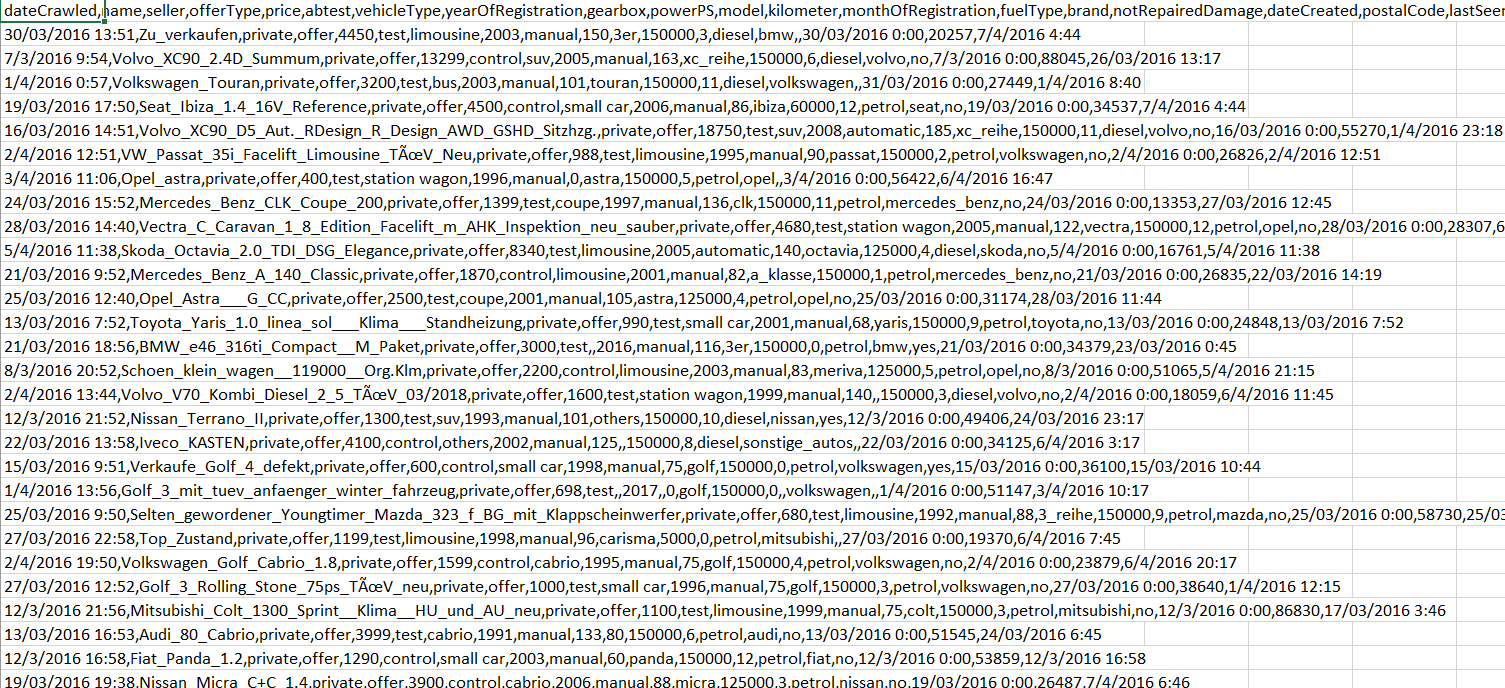 dateCrawled,name,seller,offerType,price,abtest,vehicleType,yearOfRegistration,gearbox,powerPS,model,kilometer,monthOfRegistration,fuelType,brand,notRepairedDamage,dateCreated,postalCode,lastSeen
30/03/2016 13:51,Zu_verkaufen,private,offer,4450,test,limousine,2003,manual,150,3er,150000,3,diesel,bmw,,30/03/2016 0:00,20257,7/4/2016 4:44
7/3/2016 9:54,Volvo_XC90_2.4D_Summum,private,offer,13299,control,suv,2005,manual,163,xc_reihe,150000,6,diesel,volvo,no,7/3/2016 0:00,88045,26/03/2016 13:17
1/4/2016 0:57,Volkswagen_Touran,private,offer,3200,test,bus,2003,manual,101,touran,150000,11,diesel,volkswagen,,31/03/2016 0:00,27449,1/4/2016 8:40
19/03/2016 17:50,Seat_Ibiza_1.4_16V_Reference,private,offer,4500,control,small car,2006,manual,86,ibiza,60000,12,petrol,seat,no,19/03/2016 0:00,34537,7/4/2016 4:44
16/03/2016 14:51,Volvo_XC90_D5_Aut._RDesign_R_Design_AWD_GSHD_Sitzhzg.,private,offer,18750,test,suv,2008,automatic,185,xc_reihe,150000,11,diesel,volvo,no,16/03/2016 0:00,55270,1/4/2016 23:18
2/4/2016 12:51,VW_Passat_35i_Facelift_Limousine_TÃœV_Neu,private,offer,988,test,limousine,1995,manual,90,passat,150000,2,petrol,volkswagen,no,2/4/2016 0:00,26826,2/4/2016 12:51
3/4/2016 11:06,Opel_astra,private,offer,400,test,station wagon,1996,manual,0,astra,150000,5,petrol,opel,,3/4/2016 0:00,56422,6/4/2016 16:47
24/03/2016 15:52,Mercedes_Benz_CLK_Coupe_200,private,offer,1399,test,coupe,1997,manual,136,clk,150000,11,petrol,mercedes_benz,no,24/03/2016 0:00,13353,27/03/2016 12:45
28/03/2016 14:40,Vectra_C_Caravan_1_8_Edition_Facelift_m_AHK_Inspektion_neu_sauber,private,offer,4680,test,station wagon,2005,manual,122,vectra,150000,12,petrol,opel,no,28/03/2016 0:00,28307,6
5/4/2016 11:38,Skoda_Octavia_2.0_TDI_DSG_Elegance,private,offer,8340,test,limousine,2005,automatic,140,octavia,125000,4,diesel,skoda,no,5/4/2016 0:00,16761,5/4/2016 11:38
21/03/2016 9:52,Mercedes_Benz_A_140_Classic,private,offer,1870,control,limousine,2001,manual,82,a_klasse,150000,1,petrol,mercedes_benz,no,21/03/2016 0:00,26835,22/03/2016 14:19
25/03/2016 12:40,Opel_Astra___G_CC,private,offer,2500,test,coupe,2001,manual,105,astra,125000,4,petrol,opel,no,25/03/2016 0:00,31174,28/03/2016 11:44
13/03/2016 7:52,Toyota_Yaris_1.0_linea_sol___Klima___Standheizung,private,offer,990,test,small car,2001,manual,68,yaris,150000,9,petrol,toyota,no,13/03/2016 0:00,24848,13/03/2016 7:52
21/03/2016 18:56,BMW_e46_316ti_Compact__M_Paket,private,offer,3000,test,,2016,manual,116,3er,150000,0,petrol,bmw,yes,21/03/2016 0:00,34379,23/03/2016 0:45
8/3/2016 20:52,Schoen_klein_wagen__119000__Org.Klm,private,offer,2200,control,limousine,2003,manual,83,meriva,125000,5,petrol,opel,no,8/3/2016 0:00,51065,5/4/2016 21:15
2/4/2016 13:44,Volvo_V70_Kombi_Diesel_2_5_TÃœV_03/2018,private,offer,1600,test,station wagon,1999,manual,140,,150000,3,diesel,volvo,no,2/4/2016 0:00,18059,6/4/2016 11:45
12/3/2016 21:52,Nissan_Terrano_II,private,offer,1300,test,suv,1993,manual,101,others,150000,10,diesel,nissan,yes,12/3/2016 0:00,49406,24/03/2016 23:17
22/03/2016 13:58,Iveco_KASTEN,private,offer,4100,control,others,2002,manual,125,,150000,8,diesel,sonstige_autos,,22/03/2016 0:00,34125,6/4/2016 3:17
15/03/2016 9:51,Verkaufe_Golf_4_defekt,private,offer,600,control,small car,1998,manual,75,golf,150000,0,petrol,volkswagen,yes,15/03/2016 0:00,36100,15/03/2016 10:44
1/4/2016 13:56,Golf_3_mit_tuev_anfaenger_winter_fahrzeug,private,offer,698,test,,2017,,0,golf,150000,0,,volkswagen,,1/4/2016 0:00,51147,3/4/2016 10:17
25/03/2016 9:50,Selten_gewordener_Youngtimer_Mazda_323_f_BG_mit_Klappscheinwerfer,private,offer,680,test,limousine,1992,manual,88,3_reihe,150000,9,petrol,mazda,no,25/03/2016 0:00,58730,25/03
27/03/2016 22:58,Top_Zustand,private,offer,1199,test,limousine,1998,manual,96,carisma,5000,0,petrol,mitsubishi,,27/03/2016 0:00,19370,6/4/2016 7:45
2/4/2016 19:50,Volkswagen_Golf_Cabrio_1.8,private,offer,1599,control,cabrio,1995,manual,75,golf,150000,4,petrol,volkswagen,no,2/4/2016 0:00,23879,6/4/2016 20:17
27/03/2016 12:52,Golf_3_Rolling_Stone_75ps_TÃœV_neu,private,offer,1000,test,small car,1996,manual,75,golf,150000,3,petrol,volkswagen,no,27/03/2016 0:00,38640,1/4/2016 12:15
12/3/2016 21:56,Mitsubishi_Colt_1300_Sprint__Klima__HU_und_AU_neu,private,offer,1100,test,limousine,1999,manual,75,colt,150000,3,petrol,mitsubishi,no,12/3/2016 0:00,86830,17/03/2016 3:46
13/03/2016 16:53,Audi_80_Cabrio,private,offer,3999,test,cabrio,1991,manual,133,80,150000,6,petrol,audi,no,13/03/2016 0:00,51545,24/03/2016 6:45
12/3/2016 16:58,Fiat_Panda_1.2,private,offer,1290,control,small car,2003,manual,60,panda,150000,12,petrol,fiat,no,12/3/2016 0:00,53859,12/3/2016 16:58
19/03/2016 19:38,Nissan_Micra_C+C_1.4,private,offer,3900,control,cabrio,2006,manual,88,micra,125000,3,petrol,nissan,no,19/03/2016 0:00,26487,7/4/2016 6:46